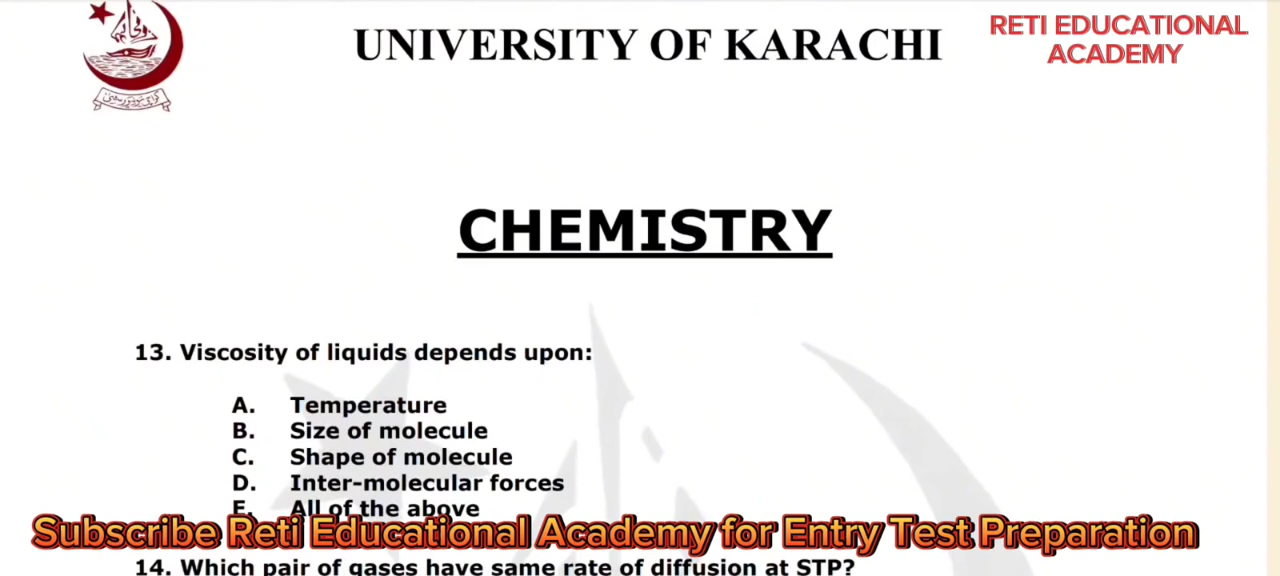 UNIVERSITY OF KARACHI
RETI EDUCATIONAL
ACADEMY
CHEMISTRY
13. Viscosity of liquids depends upon:
A. Temperature
B. Size of molecule
C. Shape of molecule
D. Inter-molecular forces
E. All of the above
Subscribe Reti Educational Academy for Entry Test Preparation
14. Which pair of gases have same rate of diffusion at STP?